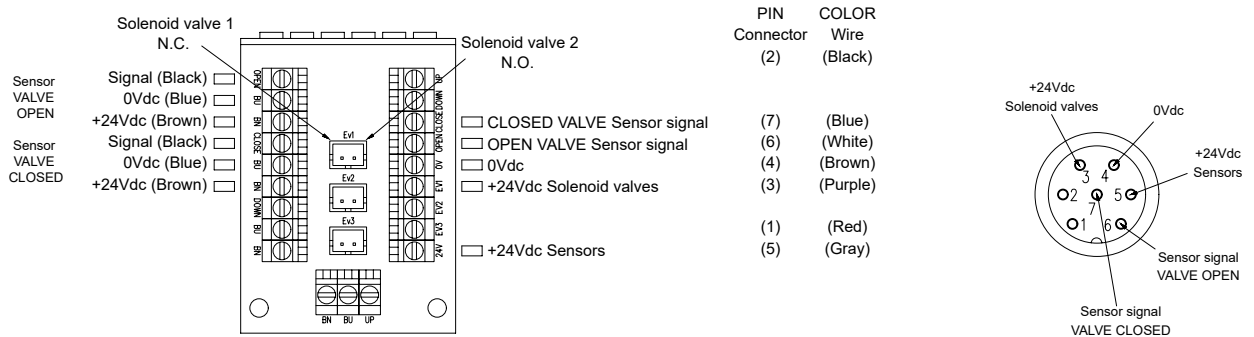 Solenoid valve 1
N.C.
Solenoid valve 2
N.O.
Sensor
VALVE
OPEN
Signal (Black)
0Vdc (Blue)
+24Vdc (Brown)
Sensor
VALVE
CLOSED
Signal (Black)
0Vdc (Blue)
+24Vdc (Brown)
OPEN
BU
BN
CLOSE
BU
BN
DOWN
BU
BN
Ev1
Ev2
Ev3
UP
DOWN
CLOSE
OPEN
0V
EV1
EV2
EV3
24V
BN BU UP
CLOSED VALVE Sensor signal
OPEN VALVE Sensor signal
0Vdc
+24Vdc Solenoid valves
+24Vdc Sensors
PIN COLOR
Connector Wire
(2) (Black)
(7) (Blue)
(6) (White)
(4) (Brown)
(3) (Purple)
(1) (Red)
(5) (Gray)
+24Vdc
Solenoid valves
0Vdc
+24Vdc
Sensors
3 4
2 5
7
1 6
Sensor signal
VALVE OPEN
Sensor signal
VALVE CLOSED